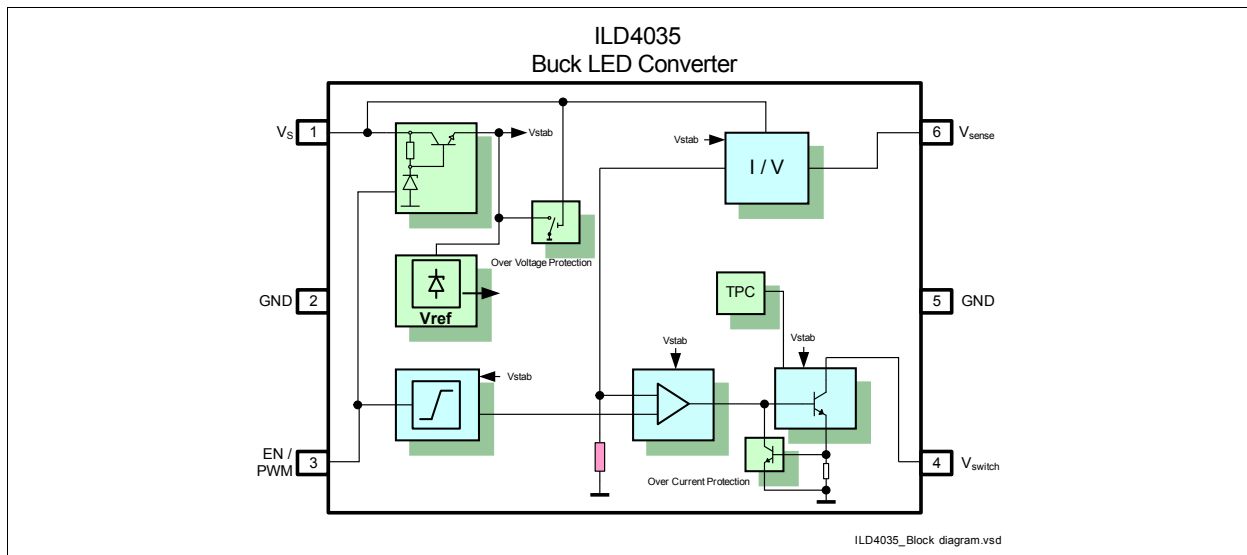 ILD4035
Buck LED Converter
VS 1
Vstab
Vstab
I / V
6 Vsense
Over Voltage Protection
Vref
GND 2
TPC
5 GND
Vstab
Vstab
Vstab
EN /
PWM 3
Over Current Protection
4 Vswitch
ILD4035_Block diagram.vsd